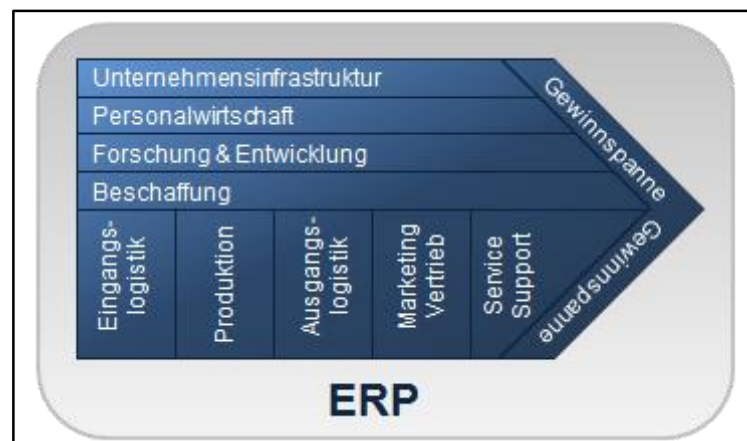 Unternehmensinfrastruktur
Personalwirtschaft
Forschung & Entwicklung
Beschaffung
Eingangs-
logistik
Produktion
Ausgangs-
logistik
Marketing
Vertrieb
Service
Support
Gewinnspanne
Gewinnspanne
ERP